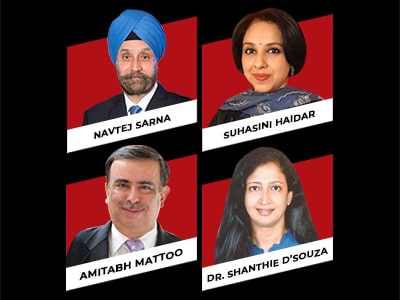 NAVTEJ SARNA
SUHASINI HAIDAR
AMITABH MATTOO
DR. SHANTHIE D'SOUZA